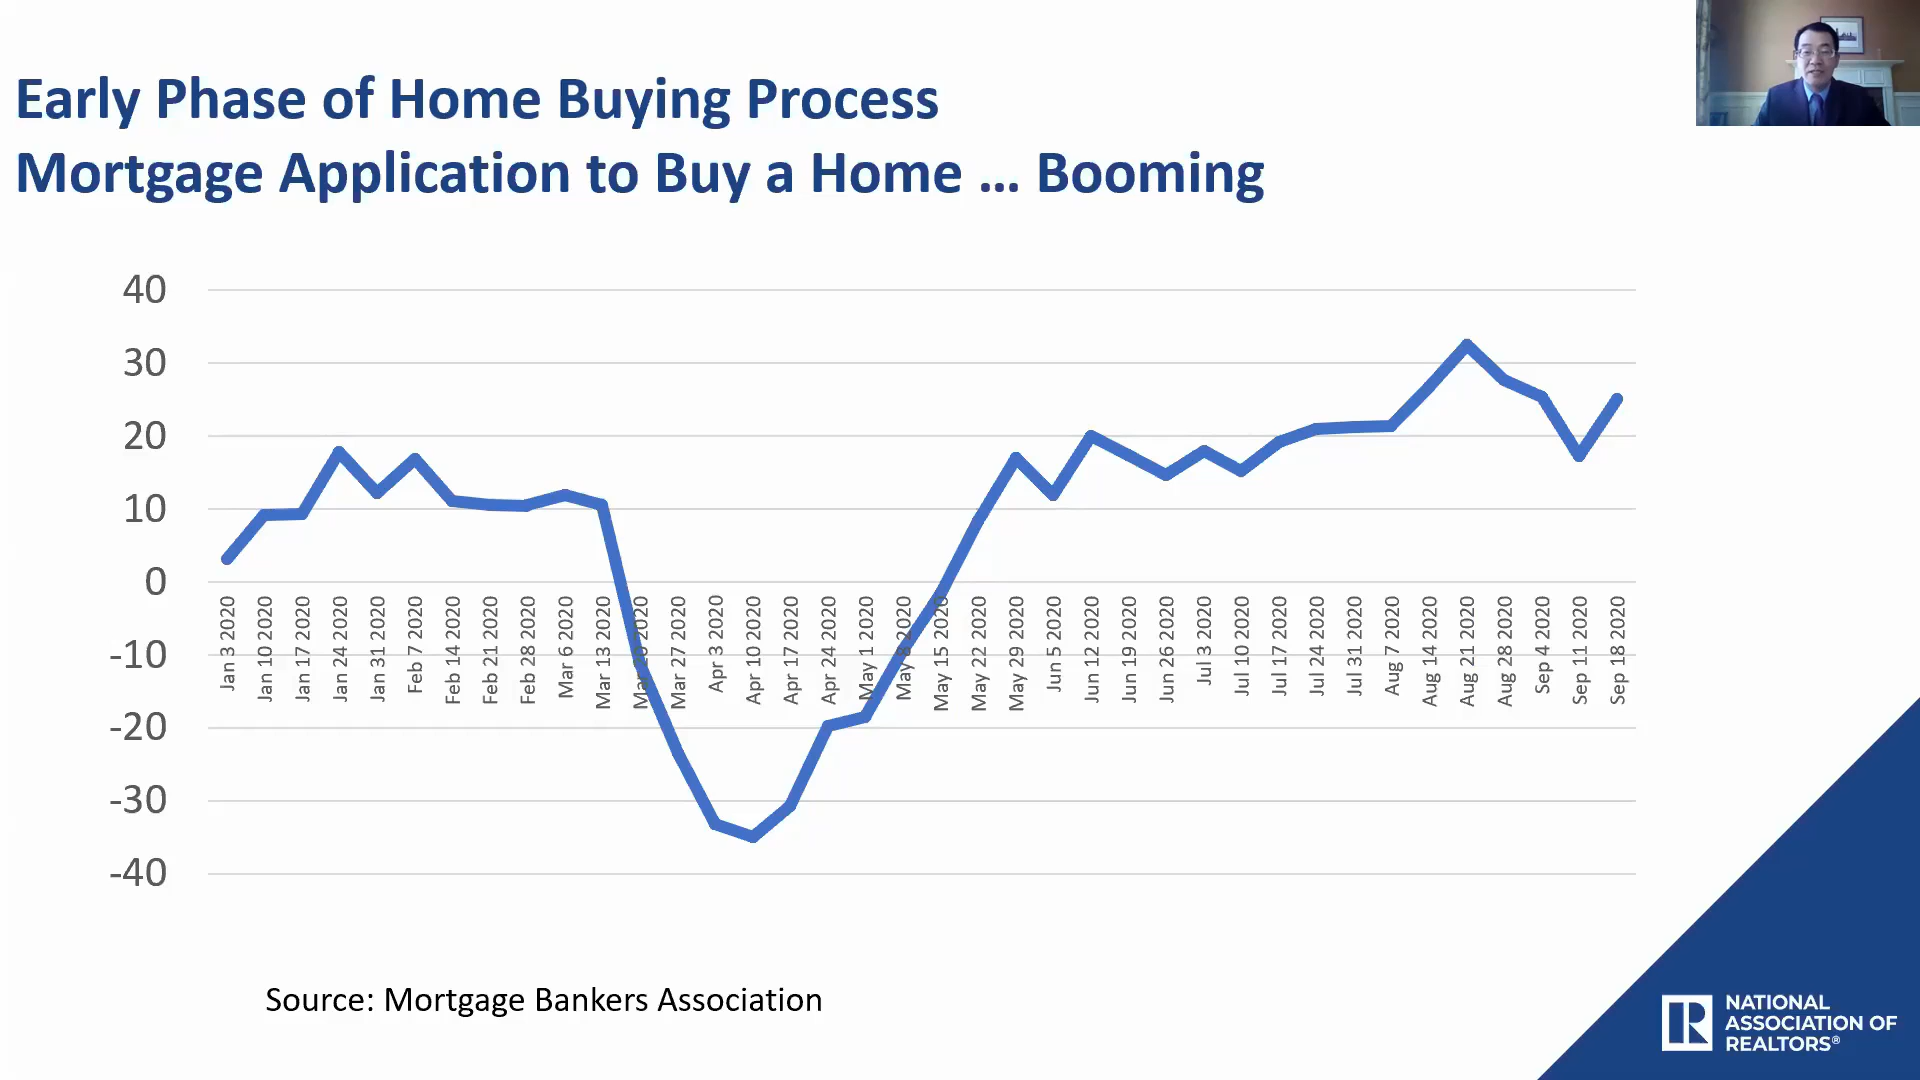 Early Phase of Home Buying Process
Mortgage Application to Buy a Home ... Booming
40
30
20
10
0
-10
-20
-30
-40
Jan 3 2020
Jan 10 2020
Jan 17 2020
Jan 24 2020
Jan 31 2020
Feb 7 2020
Feb 14 2020
Feb 21 2020
Feb 28 2020
Mar 6 2020
Mar 13 2020
Mar 20 2020
Mar 27 2020
Apr 3 2020
Apr 10 2020
Apr 17 2020
Apr 24 2020
May 1 2020
May 8 2020
May 15 2020
May 22 2020
May 29 2020
Jun 5 2020
Jun 12 2020
Jun 19 2020
Jun 26 2020
Jul 3 2020
Jul 10 2020
Jul 17 2020
Jul 24 2020
Jul 31 2020
Aug 7 2020
Aug 14 2020
Aug 21 2020
Aug 28 2020
Sep 4 2020
Sep 11 2020
Sep 18 2020
Source: Mortgage Bankers Association
R
NATIONAL
ASSOCIATION OF
REALTORS®